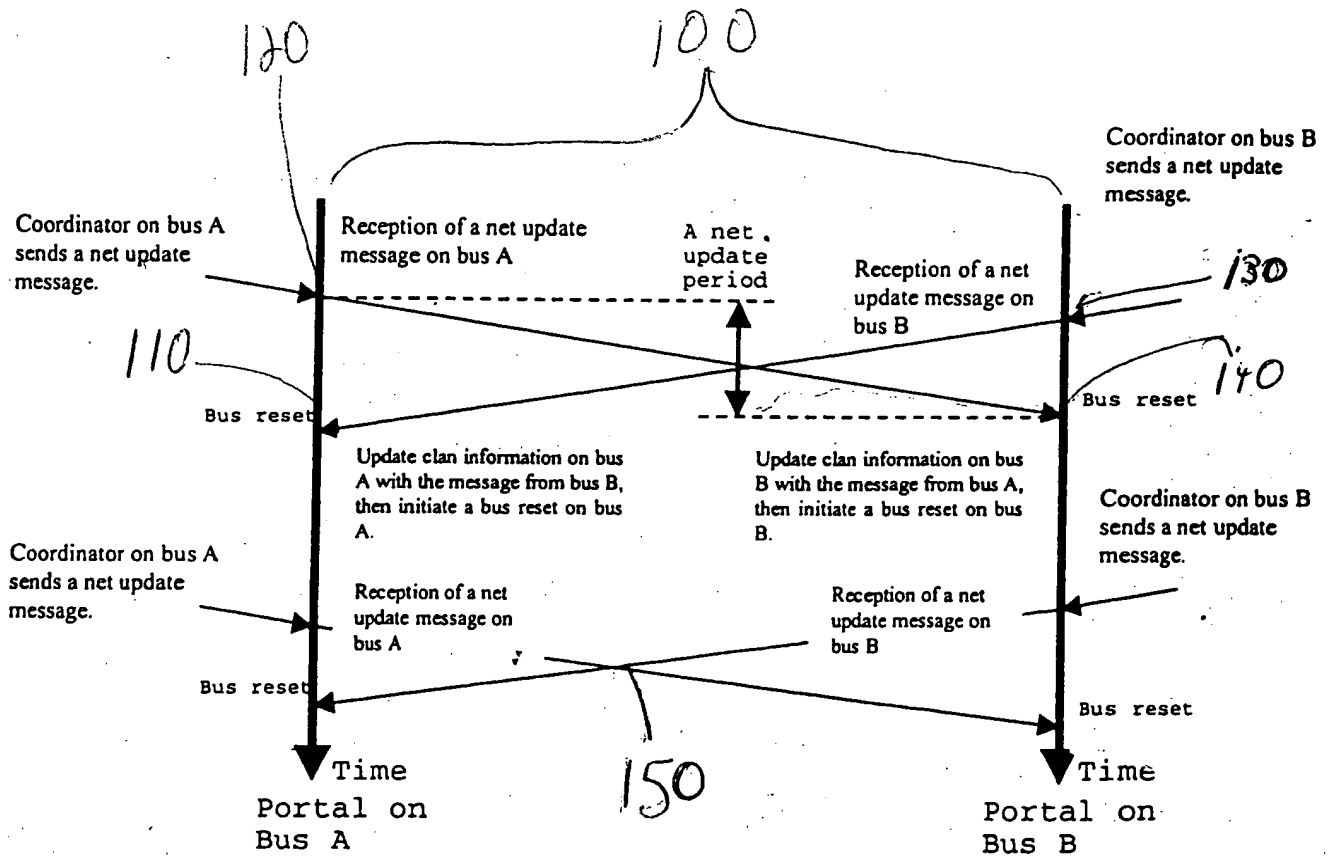 120
100
Coordinator on bus B
sends a net update
message.
Coordinator on bus A
sends a net update
message.
Reception of a net update
message on bus A
A net
update
period
Reception of a net
update message on
bus B
130
110
140
Bus reset
Bus reset
Update clan information on bus
A with the message from bus B,
then initiate a bus reset on bus
A.
Update clan information on bus
B with the message from bus A,
then initiate a bus reset on bus
B.
Coordinator on bus B
sends a net update
message.
Coordinator on bus A
sends a net update
message.
Reception of a net
update message on
bus A
Reception of a net
update message on
bus B
Bus reset
Bus reset
150
Time
Portal on
Bus A
Time
Portal on
Bus B